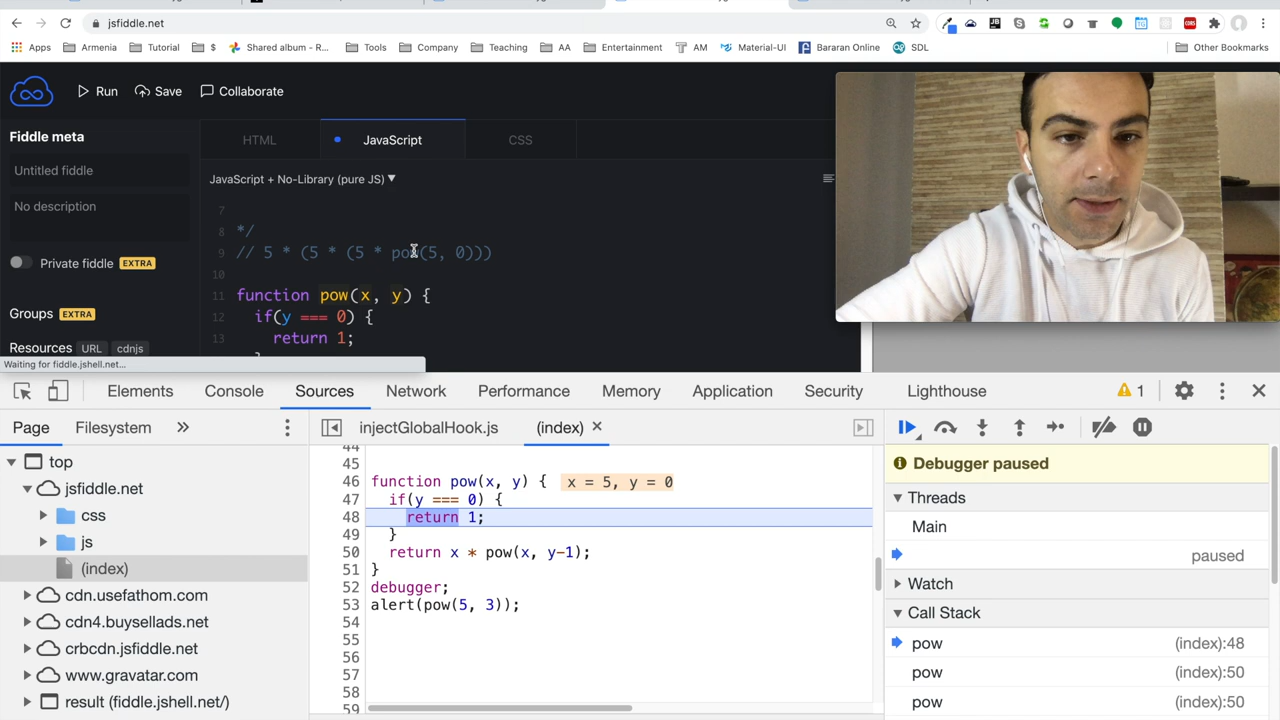 jsfiddle.net
Apps Armenia Tutorial $ Shared album - R... Tools Company Teaching AA Entertainment AM Material-UI Bararan Online SDL Other Bookmarks
Run Save Collaborate
Fiddle meta
Untitled fiddle
No description
Private fiddle EXTRA
Groups EXTRA
Resources URL cdnjs
Waiting for fiddle.jshell.net...
HTML JavaScript CSS
JavaScript + No-Library (pure JS) ▼
7
8 */
9 // 5 * (5 * (5 * pow(5, 0)))
10
11 function pow(x, y) {
12 if(y === 0) {
13 return 1;
Elements Console Sources Network Performance Memory Application Security Lighthouse 1
Page Filesystem »
top
jsfiddle.net
css
js
(index)
cdn.usefathom.com
cdn4.buysellads.net
crbcdn.jsfiddle.net
www.gravatar.com
result (fiddle.jshell.net/)
injectGlobalHook.js (index) ×
44
45
46 function pow(x, y) { x = 5, y = 0
47 if(y === 0) {
48 return 1;
49 }
50 return x * pow(x, y-1);
51 }
52 debugger;
53 alert(pow(5, 3));
54
55
56
57
58
59
Debugger paused
Threads
Main
paused
Watch
Call Stack
pow (index):48
pow (index):50
pow (index):50